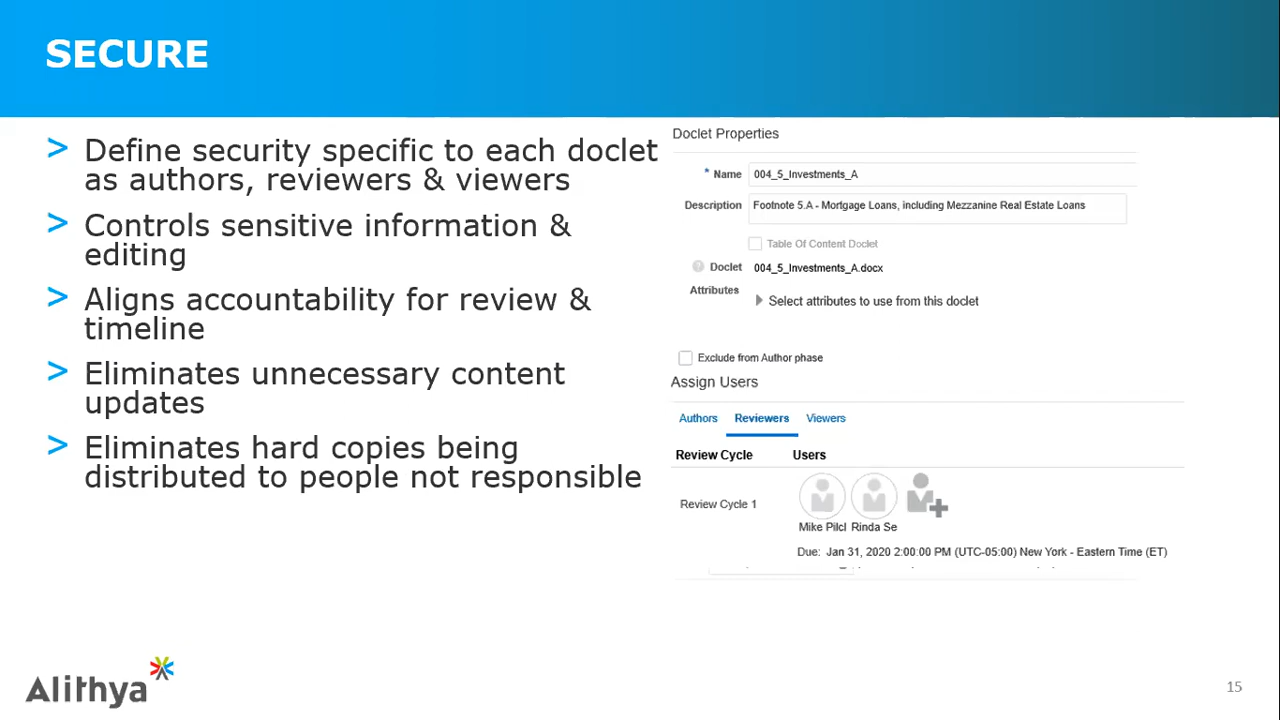 SECURE
> Define security specific to each doclet
as authors, reviewers & viewers
> Controls sensitive information &
editing
> Aligns accountability for review &
timeline
> Eliminates unnecessary content
updates
> Eliminates hard copies being
distributed to people not responsible
Doclet Properties
* Name 004_5_Investments_A
Description Footnote 5.A - Mortgage Loans, including Mezzanine Real Estate Loans
Table Of Content Doclet
? Doclet 004_5_Investments_A.docx
Attributes
Select attributes to use from this doclet
Exclude from Author phase
Assign Users
Authors Reviewers Viewers
Review Cycle Users
Review Cycle 1
Mike Pilcl Rinda Se
Due: Jan 31, 2020 2:00:00 PM (UTC-05:00) New York - Eastern Time (ET)
Alithya
15